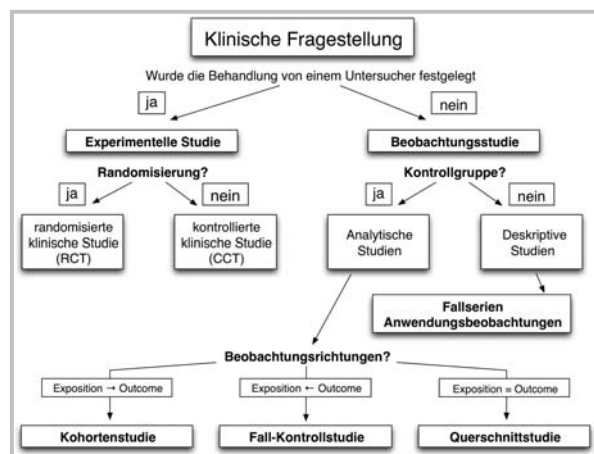 Klinische Fragestellung
Wurde die Behandlung von einem Untersucher festgelegt
ja
nein
Experimentelle Studie
Beobachtungsstudie
Randomisierung?
Kontrollgruppe?
ja
nein
ja
nein
randomisierte
klinische Studie
(RCT)
kontrollierte
klinische Studie
(CCT)
Analytische
Studien
Deskriptive
Studien
Fallserien
Anwendungsbeobachtungen
Beobachtungsrichtungen?
Exposition → Outcome
Exposition ← Outcome
Exposition = Outcome
Kohortenstudie
Fall-Kontrollstudie
Querschnittstudie